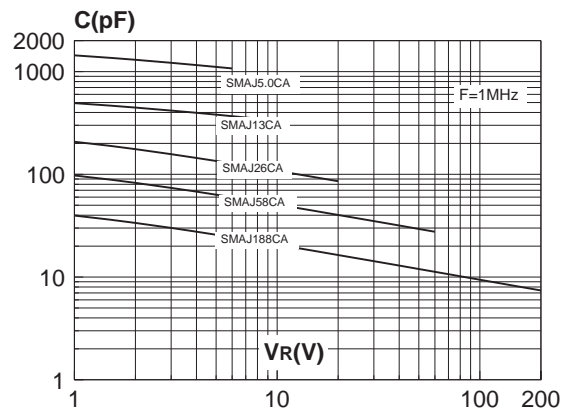 C(pF)
2000
1000
SMAJ5.0CA
F=1MHz
SMAJ13CA
100
SMAJ26CA
SMAJ58CA
SMAJ188CA
10
VR(V)
1
1 10 100 200